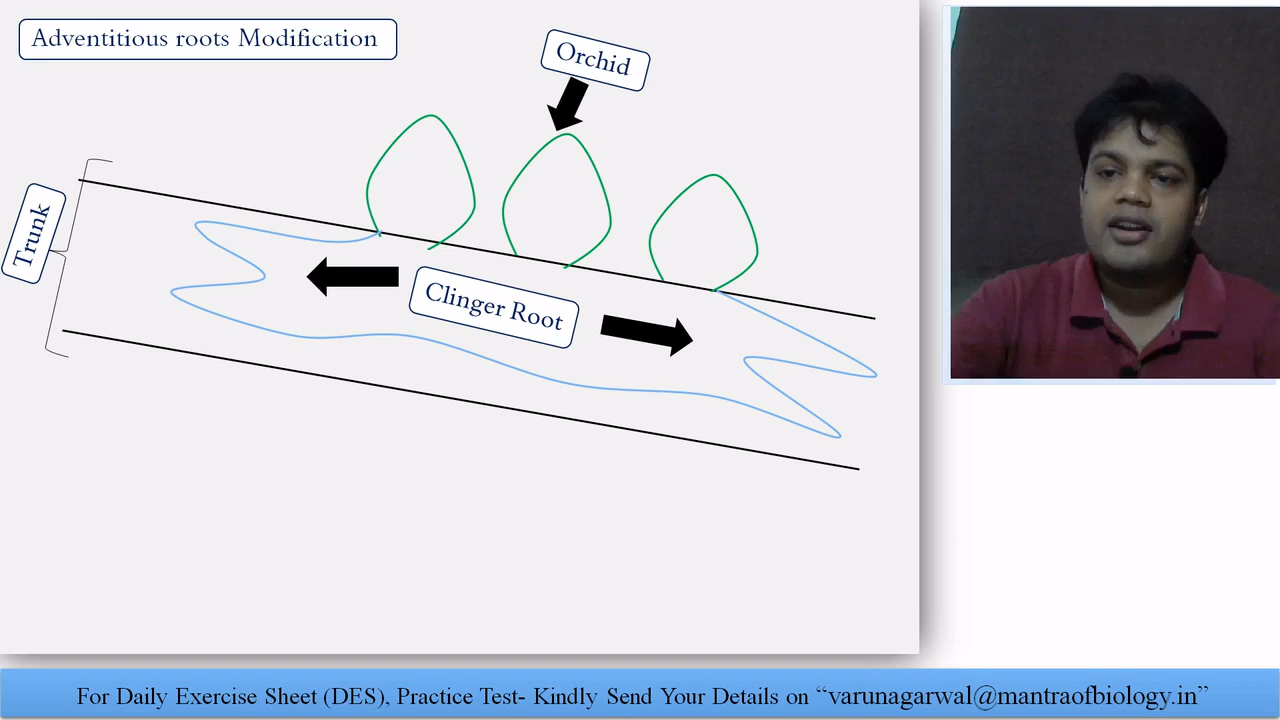 Adventitious roots Modification
Orchid
Trunk
Clinger Root
For Daily Exercise Sheet (DES), Practice Test- Kindly Send Your Details on “varunagarwal@mantraofbiology.in”